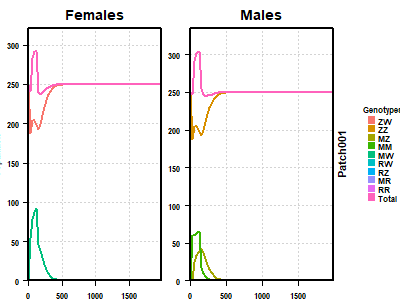 Females
Males
300
250
200
150
100
50
0
0
500
1000
1500
300
250
200
150
100
50
0
0
500
1000
1500
Patch001
Genotypes
ZW
ZZ
MZ
MM
MW
RW
RZ
MR
RR
Total